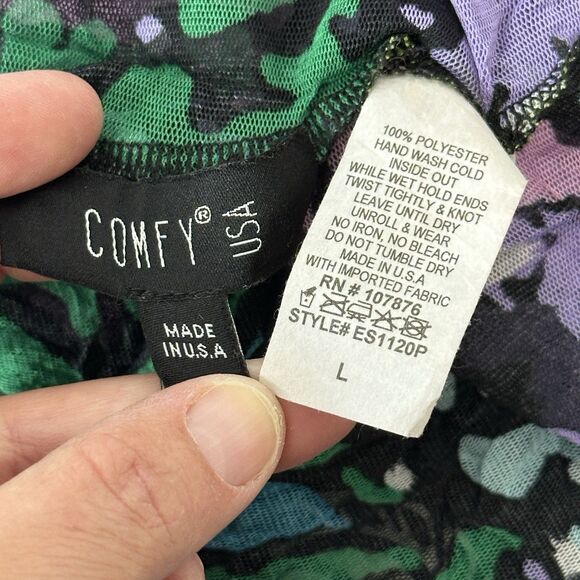 COMFY® USA
MADE
IN U.S.A
100% POLYESTER
HAND WASH COLD
INSIDE OUT
WHILE WET HOLD ENDS
TWIST TIGHTLY & KNOT
LEAVE UNTIL DRY
UNROLL & WEAR
NO IRON, NO BLEACH
DO NOT TUMBLE DRY
MADE IN U.S.A
WITH IMPORTED FABRIC
RN # 107876
STYLE# ES1120P
L